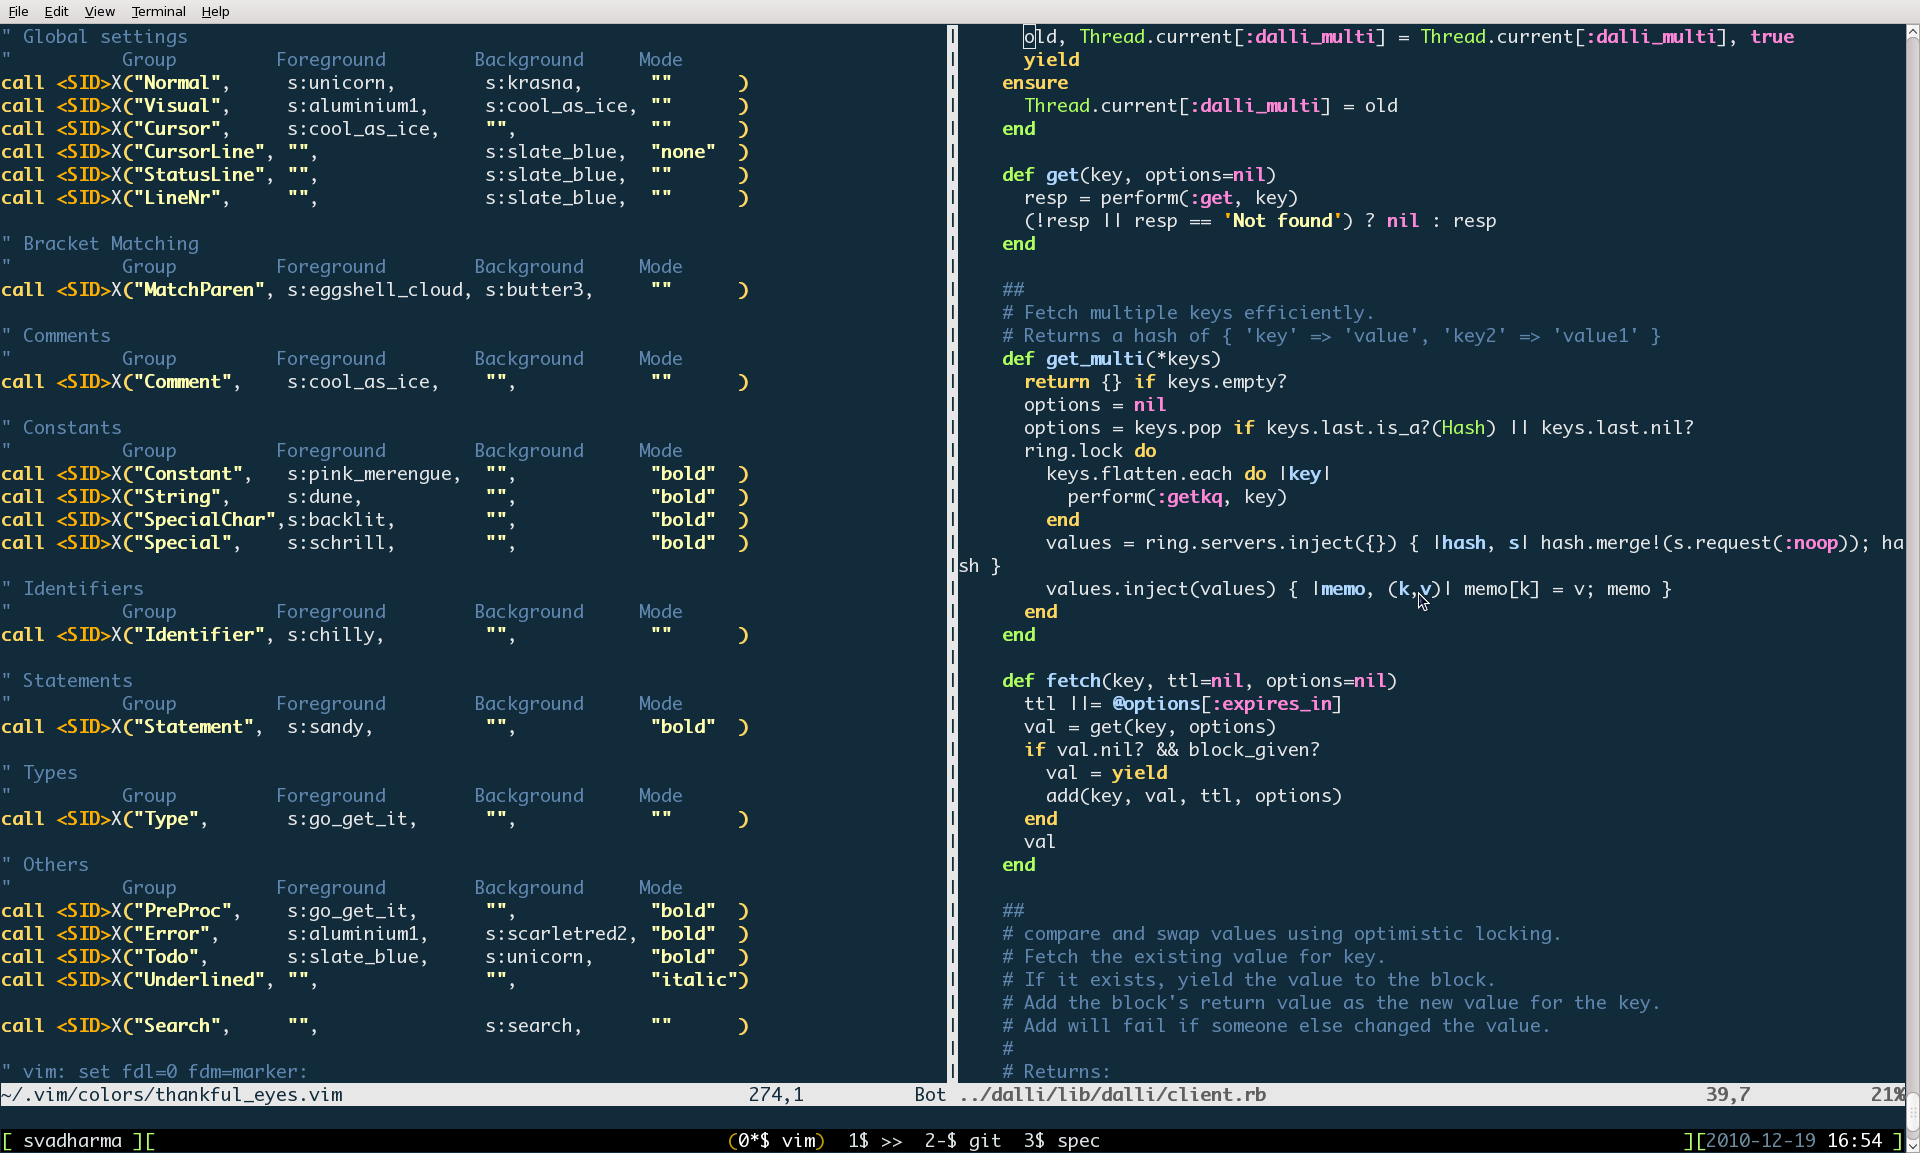 File Edit View Terminal Help
" Global settings
" Group Foreground Background Mode
call <SID>X("Normal", s:unicorn, s:krasna, "" )
call <SID>X("Visual", s:aluminium1, s:cool_as_ice, "" )
call <SID>X("Cursor", s:cool_as_ice, "", "" )
call <SID>X("CursorLine", "", s:slate_blue, "none" )
call <SID>X("StatusLine", "", s:slate_blue, "" )
call <SID>X("LineNr", "", s:slate_blue, "" )
" Bracket Matching
" Group Foreground Background Mode
call <SID>X("MatchParen", s:eggshell_cloud, s:butter3, "" )
" Comments
" Group Foreground Background Mode
call <SID>X("Comment", s:cool_as_ice, "", "" )
" Constants
" Group Foreground Background Mode
call <SID>X("Constant", s:pink_merengue, "", "bold" )
call <SID>X("String", s:dune, "", "bold" )
call <SID>X("SpecialChar",s:backlit, "", "bold" )
call <SID>X("Special", s:schrill, "", "bold" )
" Identifiers
" Group Foreground Background Mode
call <SID>X("Identifier", s:chilly, "", "" )
" Statements
" Group Foreground Background Mode
call <SID>X("Statement", s:sandy, "", "bold" )
" Types
" Group Foreground Background Mode
call <SID>X("Type", s:go_get_it, "", "" )
" Others
" Group Foreground Background Mode
call <SID>X("PreProc", s:go_get_it, "", "bold" )
call <SID>X("Error", s:aluminium1, s:scarletred2, "bold" )
call <SID>X("Todo", s:slate_blue, s:unicorn, "bold" )
call <SID>X("Underlined", "", "", "italic")
call <SID>X("Search", "", s:search, "" )
" vim: set fdl=0 fdm=marker:
~/.vim/colors/thankful_eyes.vim 274,1 Bot
old, Thread.current[:dalli_multi] = Thread.current[:dalli_multi], true
yield
ensure
Thread.current[:dalli_multi] = old
end
def get(key, options=nil)
resp = perform(:get, key)
(!resp || resp == 'Not found') ? nil : resp
end
##
# Fetch multiple keys efficiently.
# Returns a hash of { 'key' => 'value', 'key2' => 'value1' }
def get_multi(*keys)
return {} if keys.empty?
options = nil
options = keys.pop if keys.last.is_a?(Hash) || keys.last.nil?
ring.lock do
keys.flatten.each do |key|
perform(:getkq, key)
end
values = ring.servers.inject({}) { |hash, s| hash.merge!(s.request(:noop)); ha
sh }
values.inject(values) { |memo, (k,v)| memo[k] = v; memo }
end
end
def fetch(key, ttl=nil, options=nil)
ttl ||= @options[:expires_in]
val = get(key, options)
if val.nil? && block_given?
val = yield
add(key, val, ttl, options)
end
val
end
##
# compare and swap values using optimistic locking.
# Fetch the existing value for key.
# If it exists, yield the value to the block.
# Add the block's return value as the new value for the key.
# Add will fail if someone else changed the value.
#
# Returns:
../dalli/lib/dalli/client.rb 39,7 21%
[ svadharma ][ (0*$ vim) 1$ >> 2-$ git 3$ spec ][2010-12-19 16:54 ]